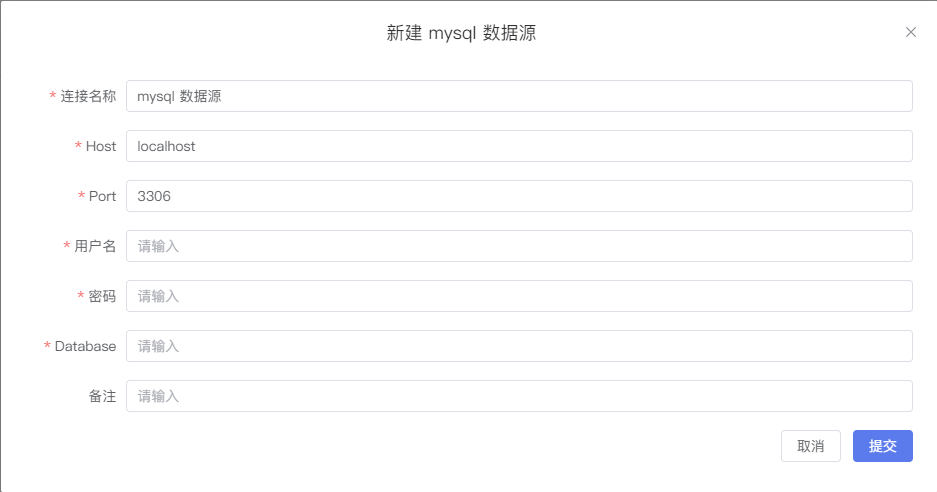 新建 mysql 数据源
* 连接名称 mysql 数据源
* Host localhost
* Port 3306
* 用户名 请输入
* 密码 请输入
* Database 请输入
备注 请输入
取消 提交